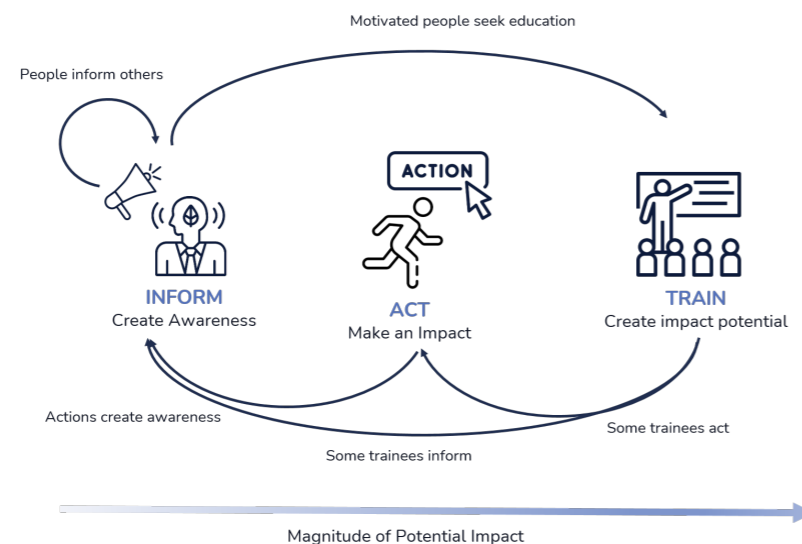 Motivated people seek education
People inform others
ACTION
INFORM
Create Awareness
ACT
Make an Impact
TRAIN
Create impact potential
Actions create awareness
Some trainees act
Some trainees inform
Magnitude of Potential Impact